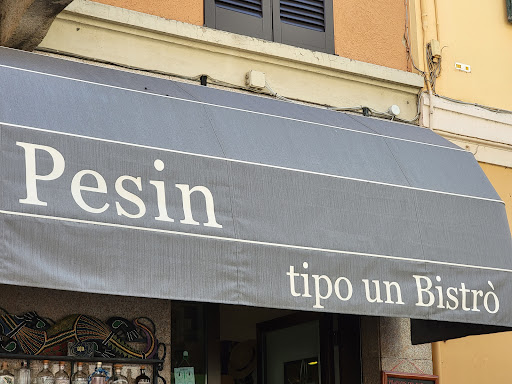 Pesin
tipo un Bistrò